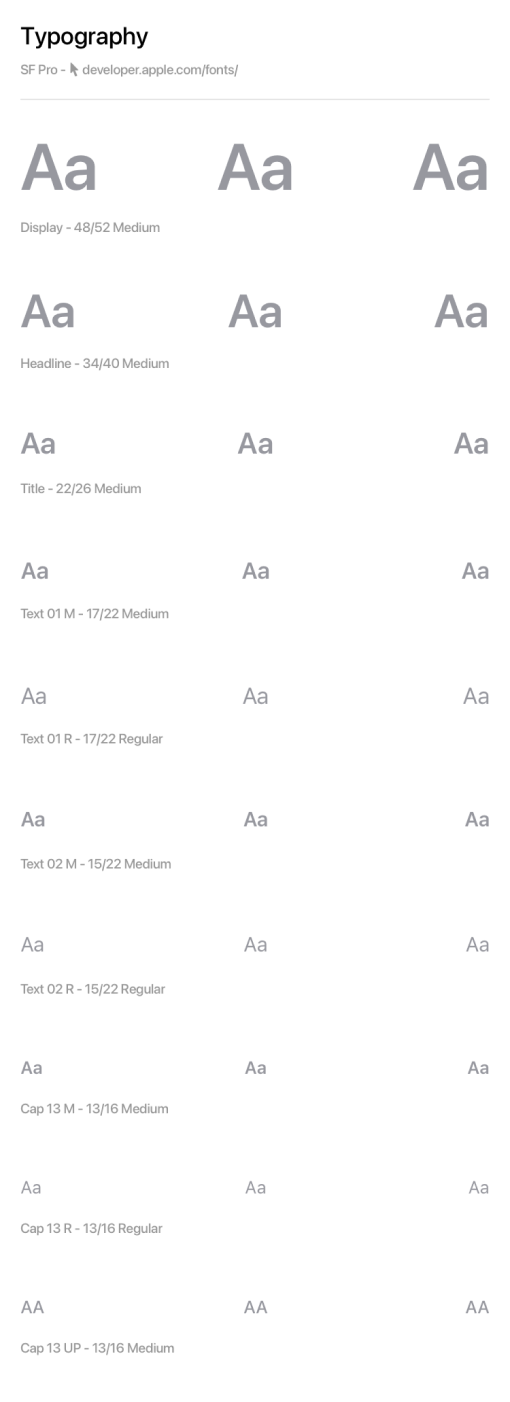 Typography
SF Pro - developer.apple.com/fonts/
Aa Aa Aa
Display - 48/52 Medium
Aa Aa Aa
Headline - 34/40 Medium
Aa Aa Aa
Title - 22/26 Medium
Aa Aa Aa
Text 01 M - 17/22 Medium
Aa Aa Aa
Text 01 R - 17/22 Regular
Aa Aa Aa
Text 02 M - 15/22 Medium
Aa Aa Aa
Text 02 R - 15/22 Regular
Aa Aa Aa
Cap 13 M - 13/16 Medium
Aa Aa Aa
Cap 13 R - 13/16 Regular
AA AA AA
Cap 13 UP - 13/16 Medium